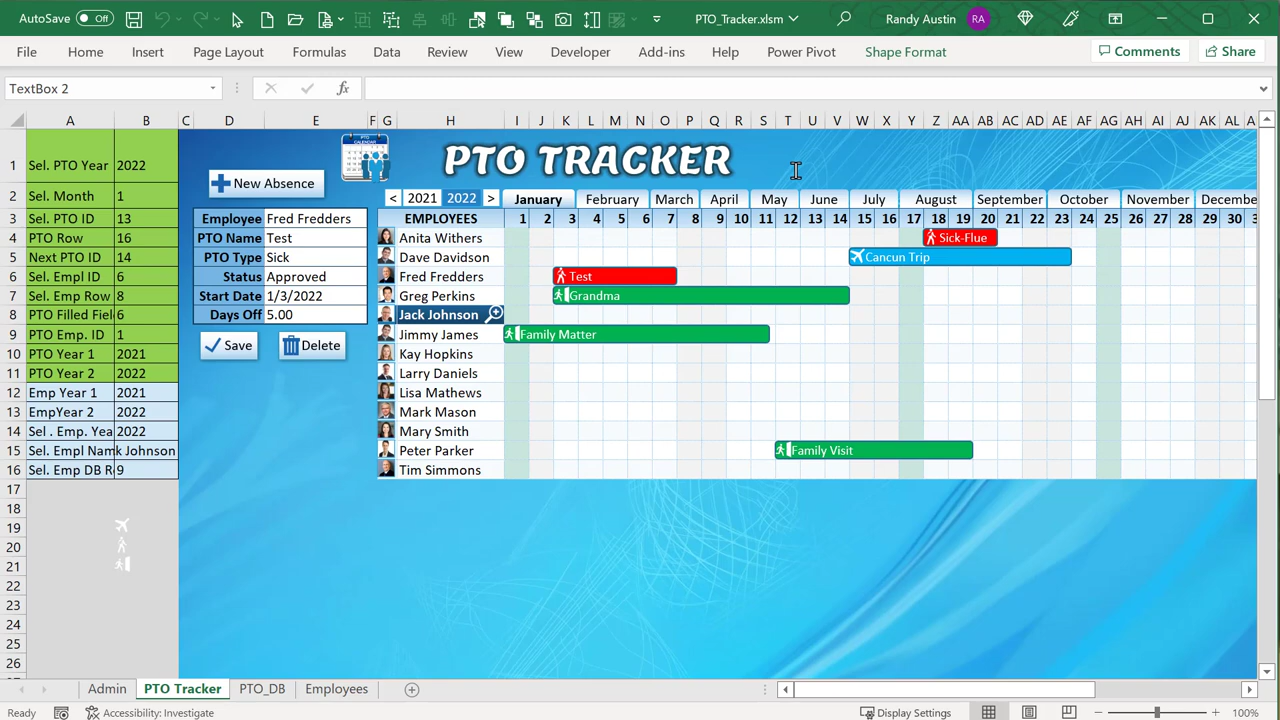 AutoSave Off PTO_Tracker.xlsm Randy Austin RA
File Home Insert Page Layout Formulas Data Review View Developer Add-ins Help Power Pivot Shape Format Comments Share
TextBox 2 fx
A B C D E F G H I J K L M N O P Q R S T U V W X Y Z AA AB AC AD AE AF AG AH AI AJ AK AL A
1 Sel. PTO Year 2022 New Absence PTO CALENDAR PTO TRACKER
2 Sel. Month 1 < 2021 2022 > January February March April May June July August September October November Decembe
3 Sel. PTO ID 13 Employee Fred Fredders EMPLOYEES 1 2 3 4 5 6 7 8 9 10 11 12 13 14 15 16 17 18 19 20 21 22 23 24 25 26 27 28 29 30 3
4 PTO Row 16 PTO Name Test Anita Withers Sick-Flue
5 Next PTO ID 14 PTO Type Sick Dave Davidson Cancun Trip
6 Sel. Empl ID 6 Status Approved Fred Fredders Test
7 Sel. Emp Row 8 Start Date 1/3/2022 Greg Perkins Grandma
8 PTO Filled Fiel 6 Days Off 5.00 Jack Johnson
9 PTO Emp. ID 1 Save Delete Jimmy James Family Matter
10 PTO Year 1 2021 Kay Hopkins
11 PTO Year 2 2022 Larry Daniels
12 Emp Year 1 2021 Lisa Mathews
13 EmpYear 2 2022 Mark Mason
14 Sel . Emp. Yea 2022 Mary Smith
15 Sel. Empl Nam k Johnson Peter Parker Family Visit
16 Sel. Emp DB R 9 Tim Simmons
17
18
19
20
21
22
23
24
25
26
Admin PTO Tracker PTO_DB Employees
Ready Accessibility: Investigate Display Settings 100%